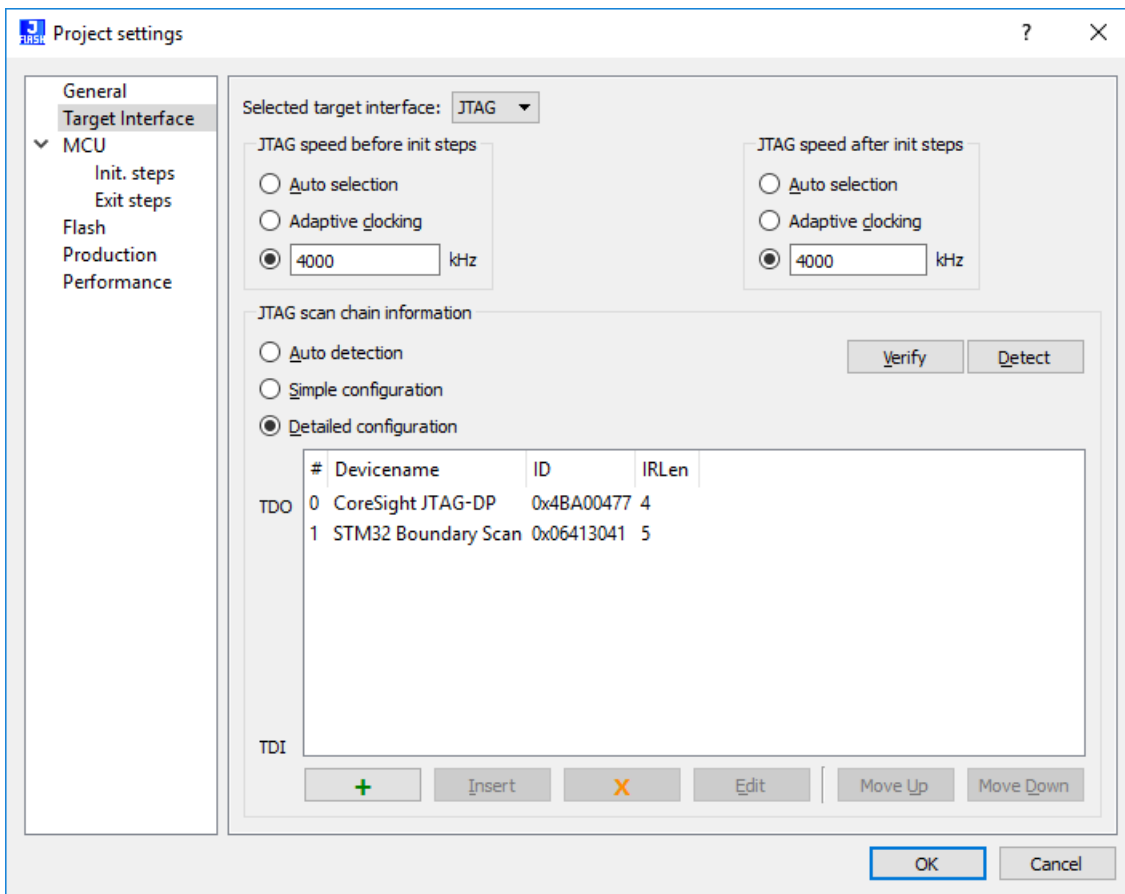 J
FLASH
Project settings
?
General
Target Interface
MCU
Init. steps
Exit steps
Flash
Production
Performance
Selected target interface: JTAG
JTAG speed before init steps
Auto selection
Adaptive clocking
4000 kHz
JTAG speed after init steps
Auto selection
Adaptive clocking
4000 kHz
JTAG scan chain information
Auto detection
Simple configuration
Detailed configuration
Verify Detect
# Devicename ID IRLen
TDO 0 CoreSight JTAG-DP 0x4BA00477 4
1 STM32 Boundary Scan 0x06413041 5
TDI
+ Insert X Edit Move Up Move Down
OK Cancel